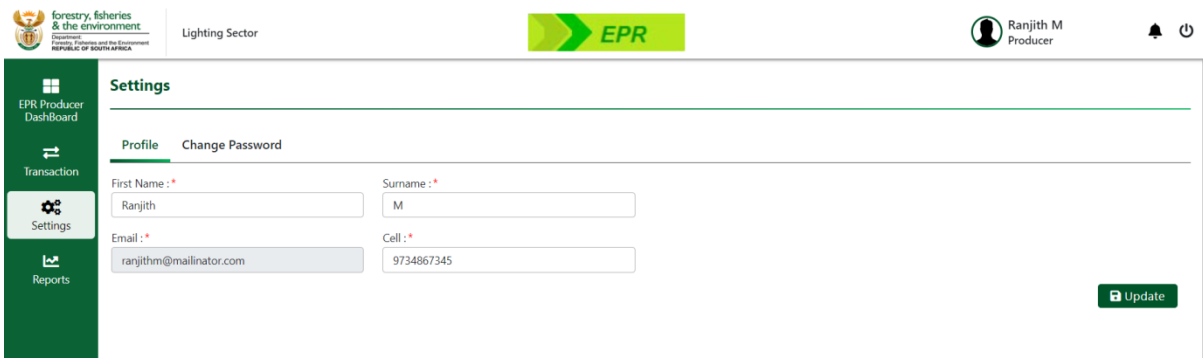 forestry, fisheries
& the environment
Department:
Forestry, Fisheries and the Environment
REPUBLIC OF SOUTH AFRICA
Lighting Sector
EPR
Ranjith M
Producer
EPR Producer
DashBoard
Transaction
Settings
Reports
Settings
Profile
Change Password
First Name : *
Ranjith
Surname : *
M
Email : *
ranjithm@mailinator.com
Cell : *
9734867345
Update